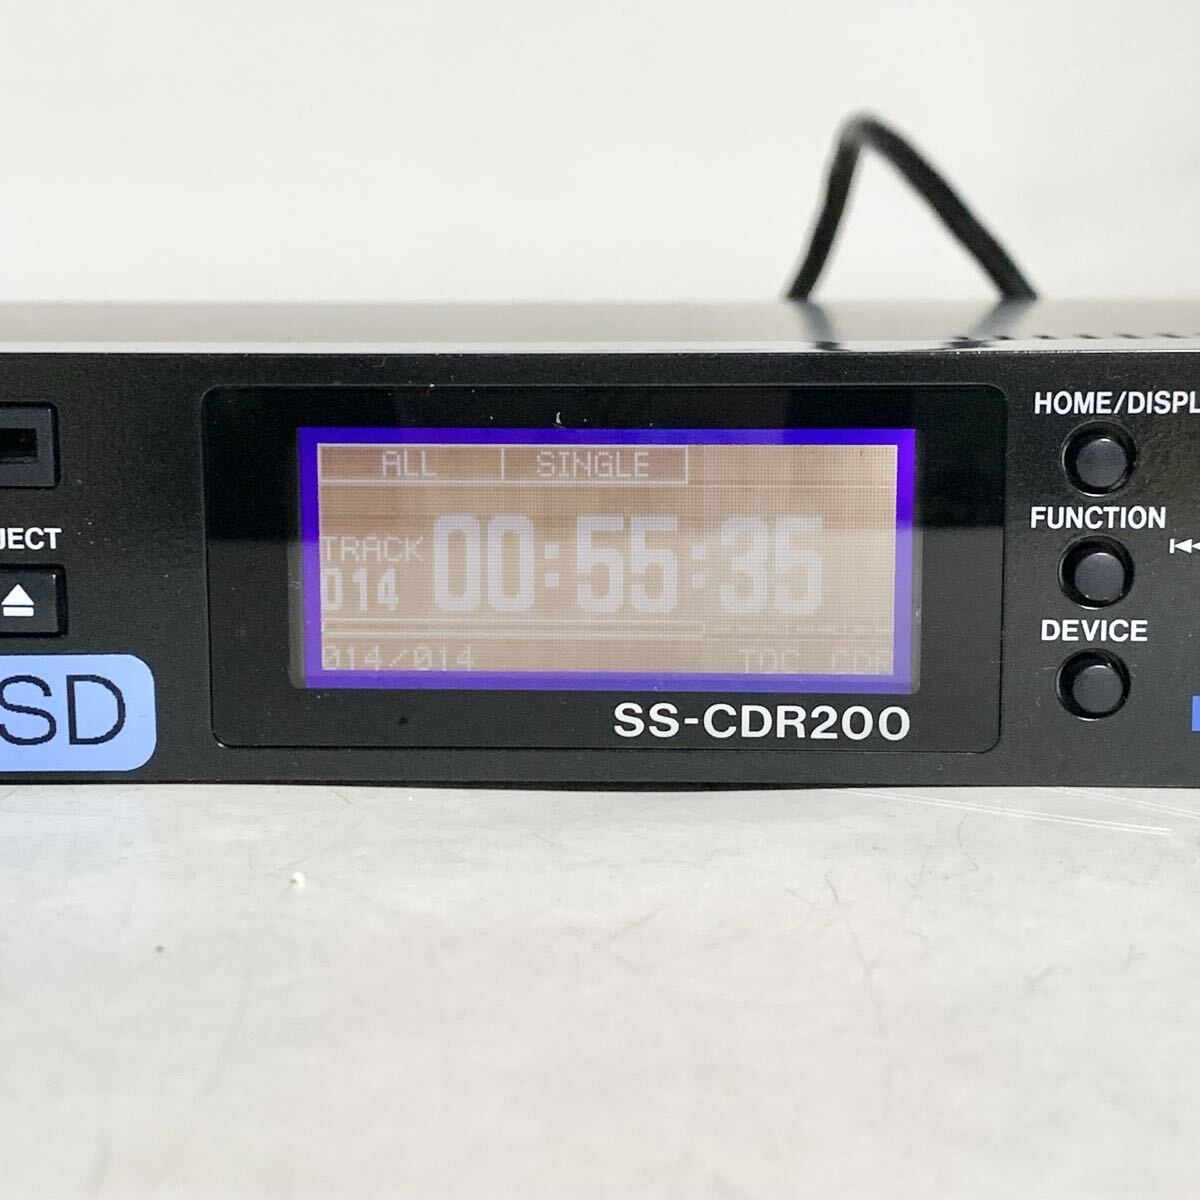 HOME/DISPL
ALL SINGLE
FUNCTION
JECT
TRACK
014 00:55:35
DEVICE
014/014 TOC CDR
SD
SS-CDR200